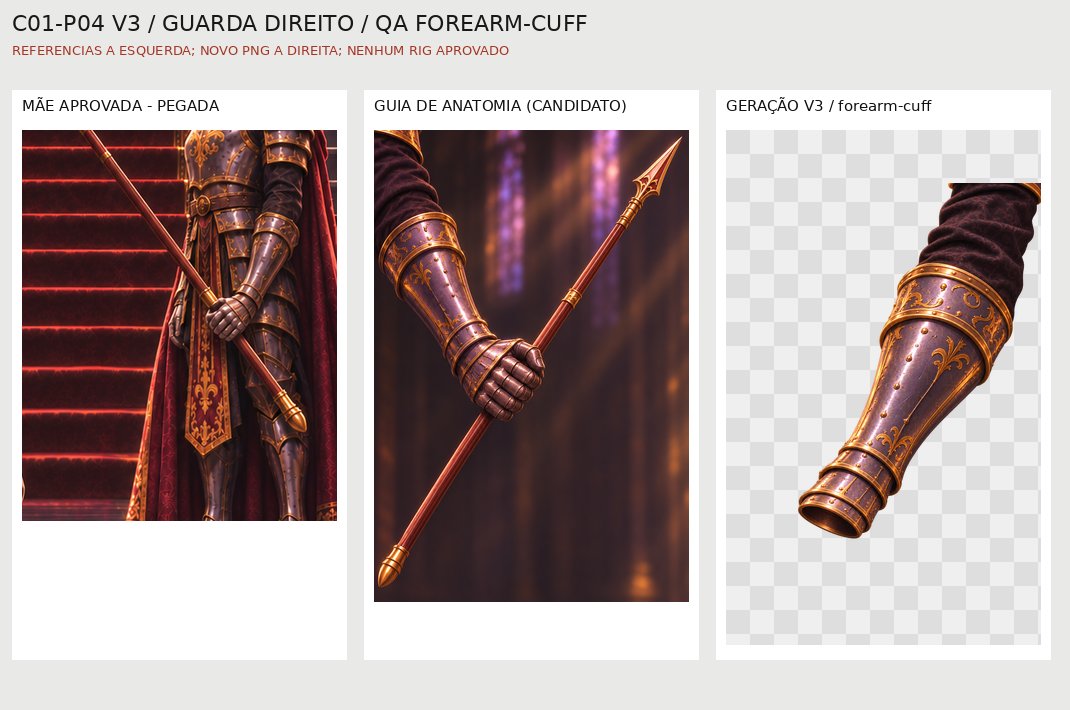 C01-P04 V3 / GUARDA DIREITO / QA FOREARM-CUFF
REFERENCIAS A ESQUERDA; NOVO PNG A DIREITA; NENHUM RIG APROVADO
MÃE APROVADA - PEGADA
GUIA DE ANATOMIA (CANDIDATO)
GERAÇÃO V3 / forearm-cuff